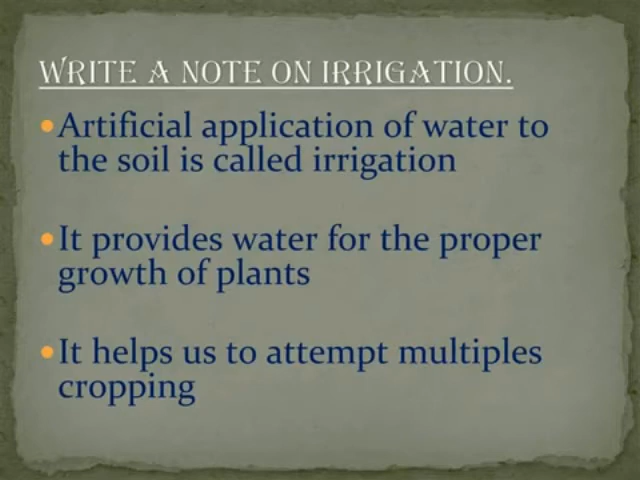 WRITE A NOTE ON IRRIGATION.
•Artificial application of water to
the soil is called irrigation
•It provides water for the proper
growth of plants
•It helps us to attempt multiples
cropping